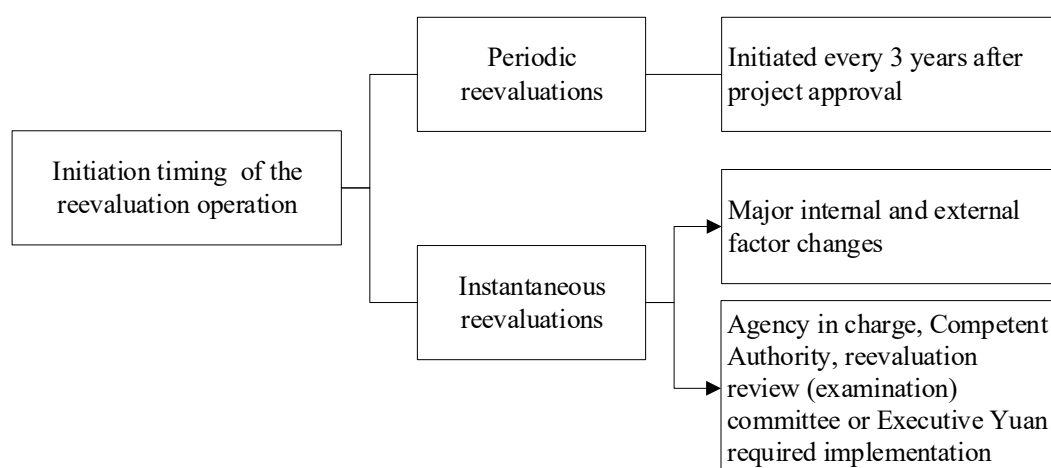 Initiation timing of the
reevaluation operation
Periodic
reevaluations
Initiated every 3 years after
project approval
Instantaneous
reevaluations
Major internal and external
factor changes
Agency in charge, Competent
Authority, reevaluation
review (examination)
committee or Executive Yuan
required implementation